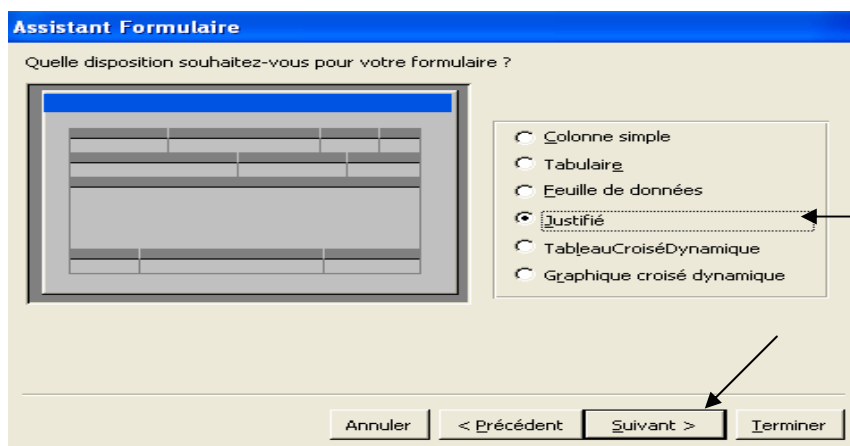 Assistant Formulaire
Quelle disposition souhaitez-vous pour votre formulaire ?
Colonne simple
Tabulaire
Feuille de données
Justifié
TableauCroiséDynamique
Graphique croisé dynamique
Annuler < Précédent Suivant > Terminer